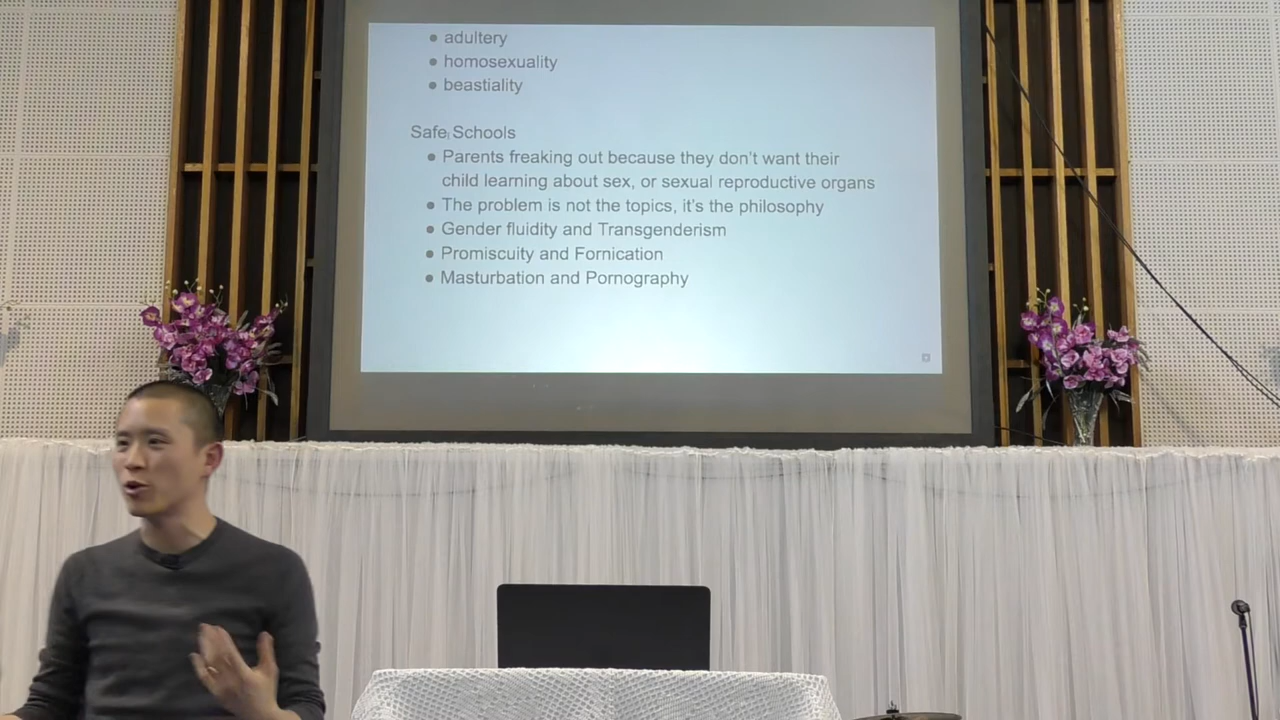 adultery
homosexuality
beastiality
Safe Schools
Parents freaking out because they don't want their
child learning about sex, or sexual reproductive organs
The problem is not the topics, it's the philosophy
Gender fluidity and Transgenderism
Promiscuity and Fornication
Masturbation and Pornography